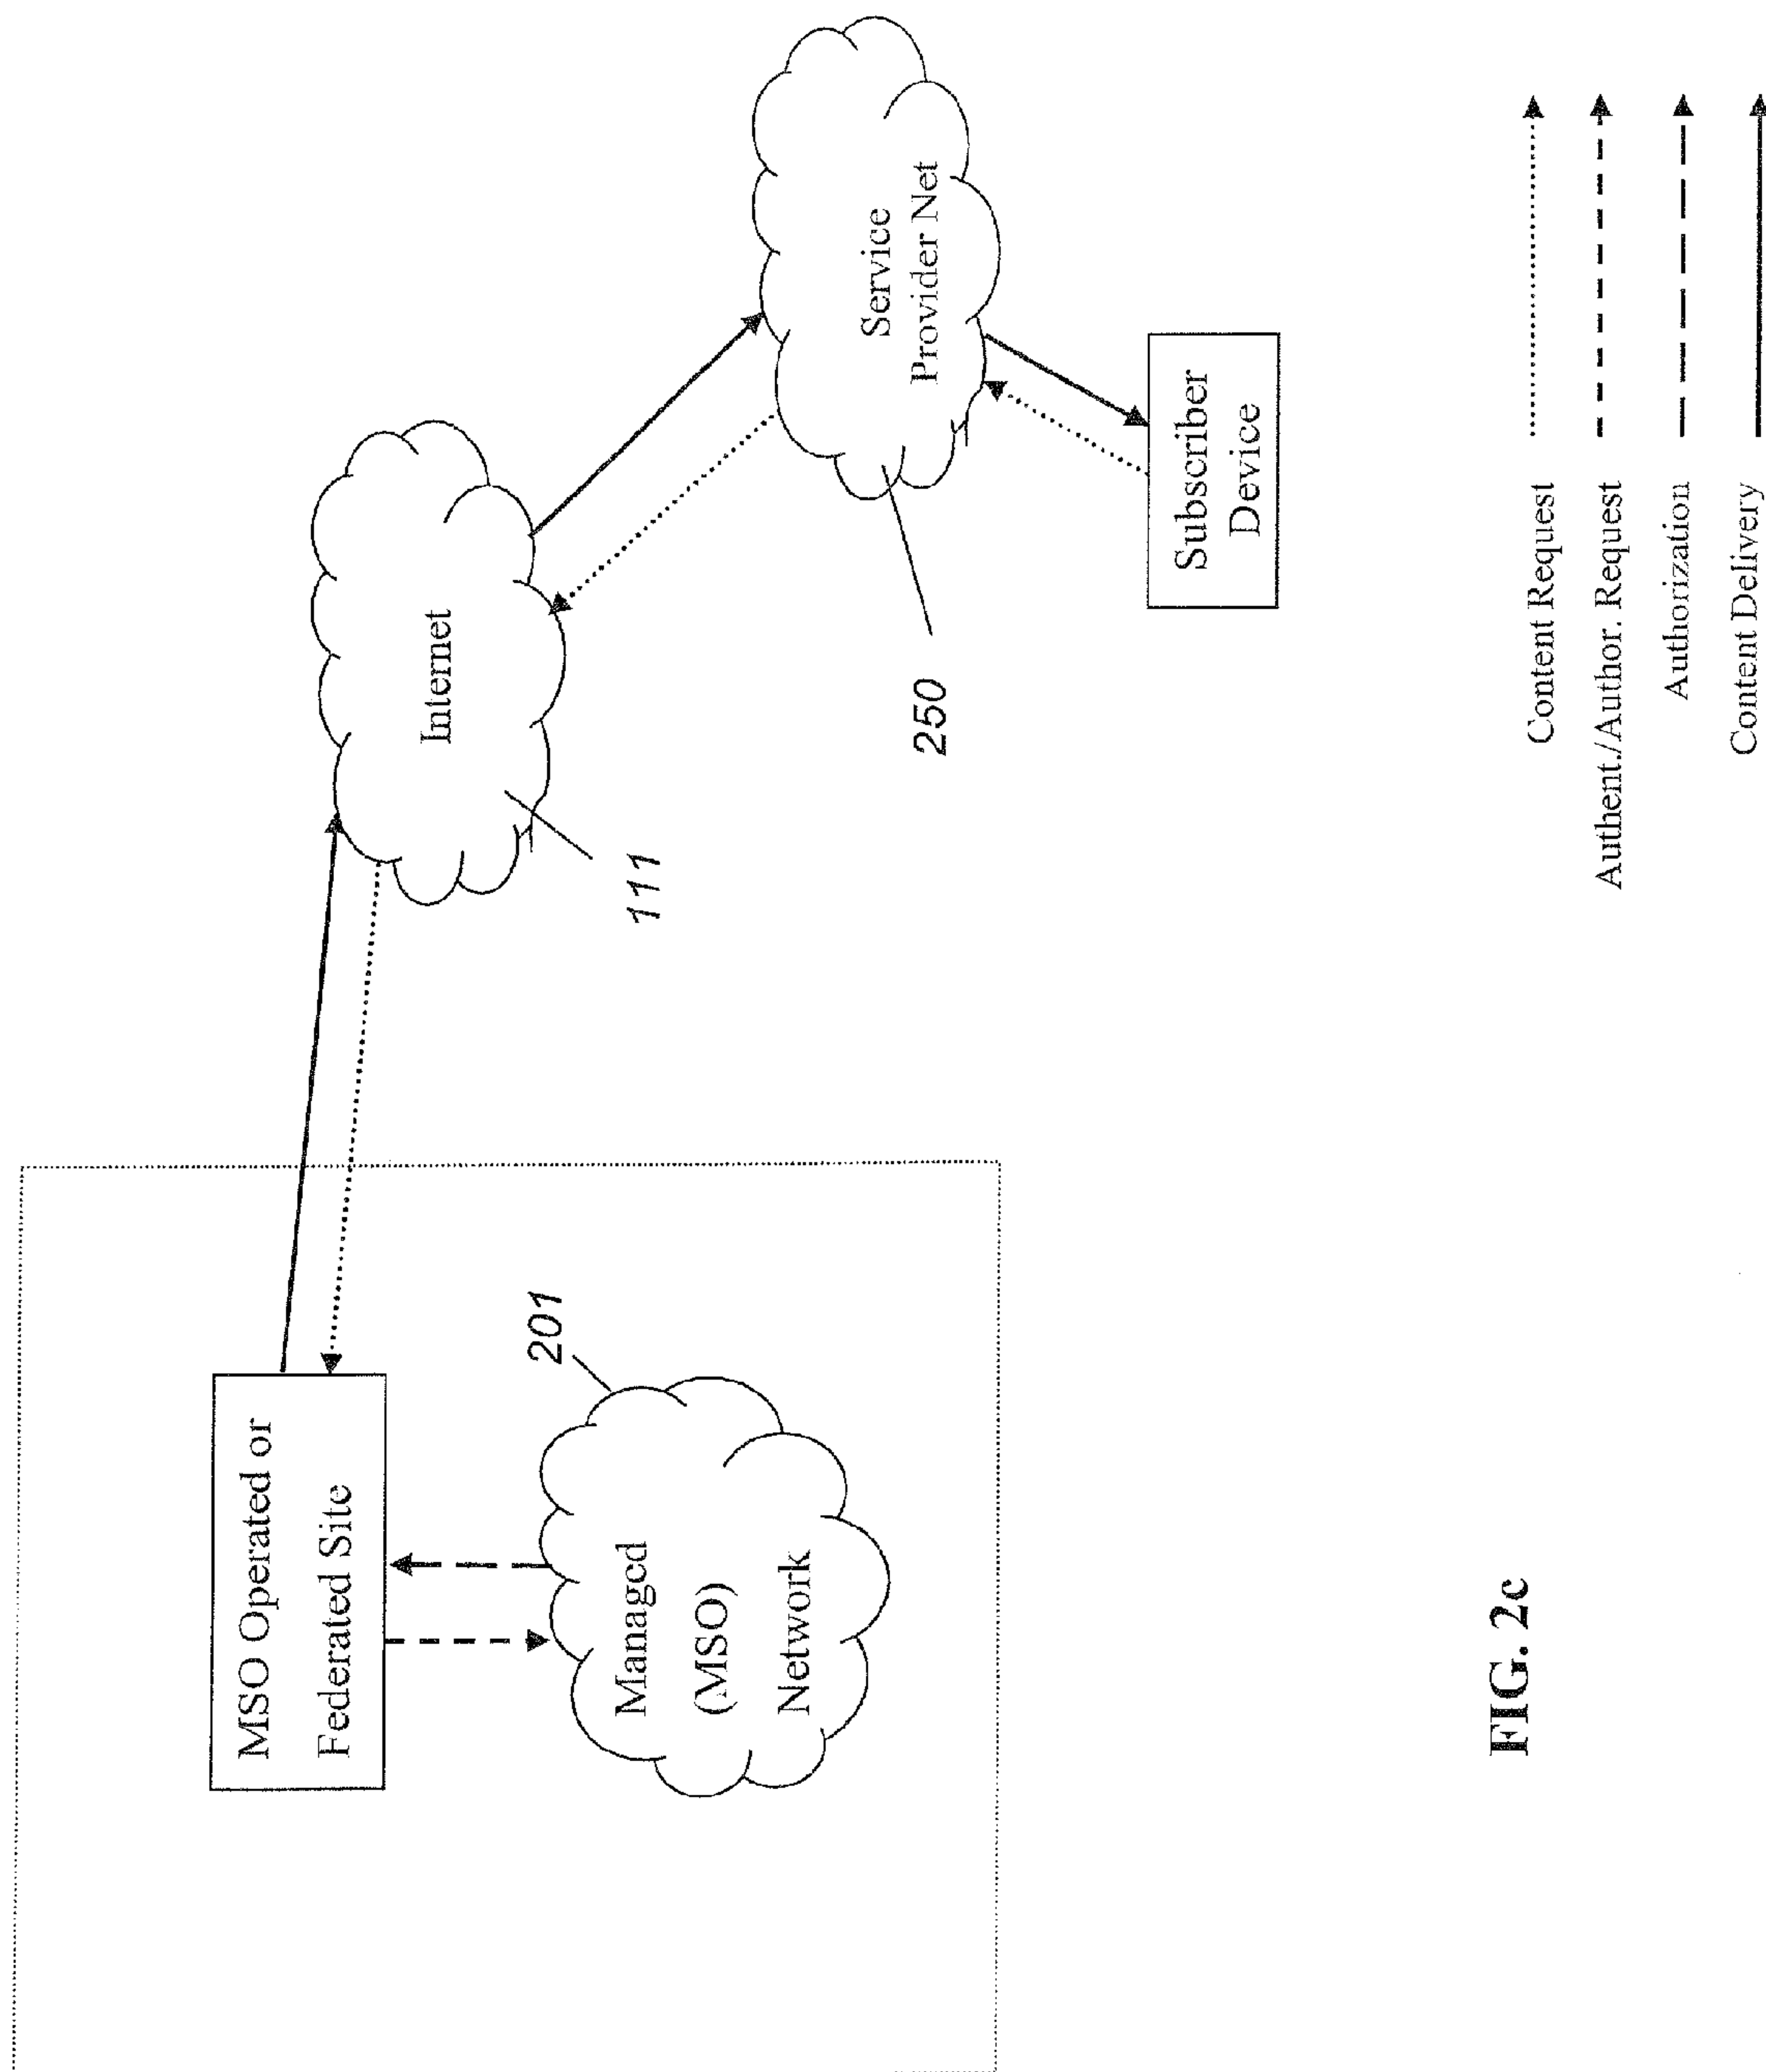 MSO Operated or
Federated Site
201
Managed
(MSO)
Network
Internet
111
Service
Provider Net
250
Subscriber
Device
Content Request
Authent./Author. Request
Authorization
Content Delivery
FIG. 2c